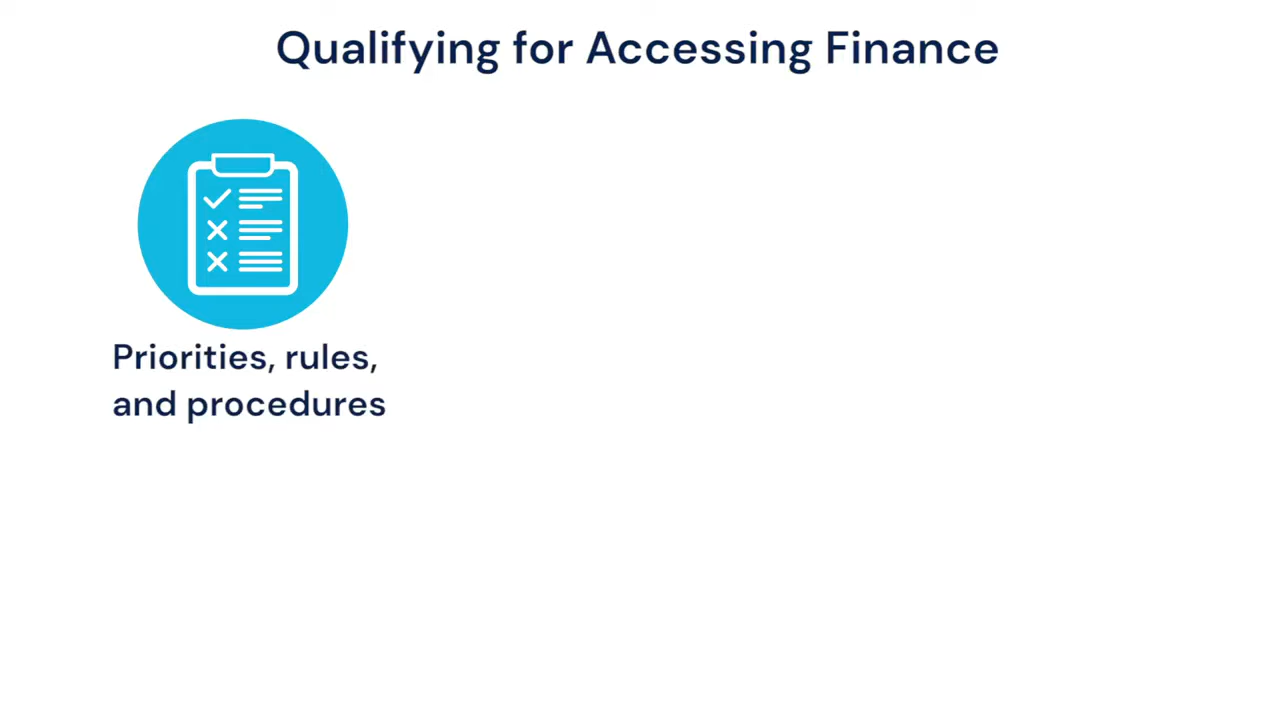 Qualifying for Accessing Finance
Priorities, rules,
and procedures